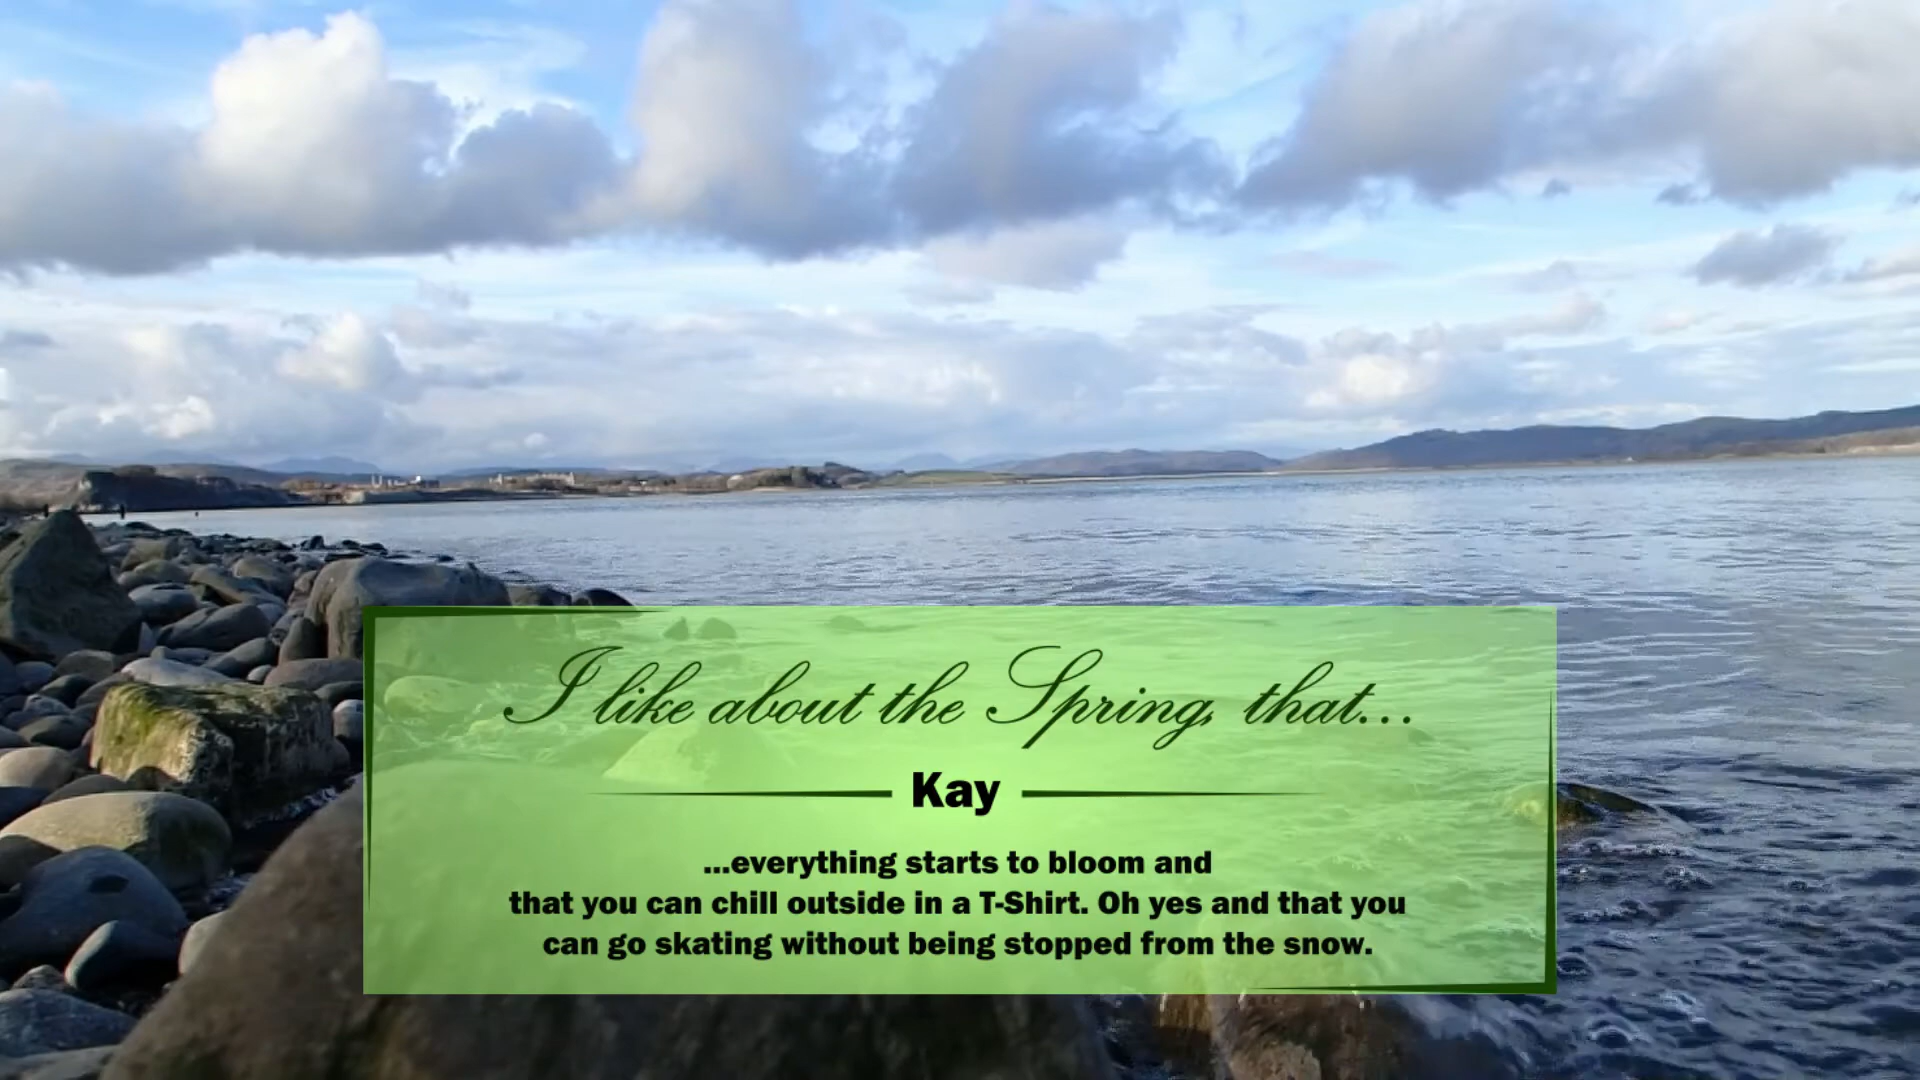 I like about the Spring, that...
Kay
...everything starts to bloom and
that you can chill outside in a T-Shirt. Oh yes and that you
can go skating without being stopped from the snow.